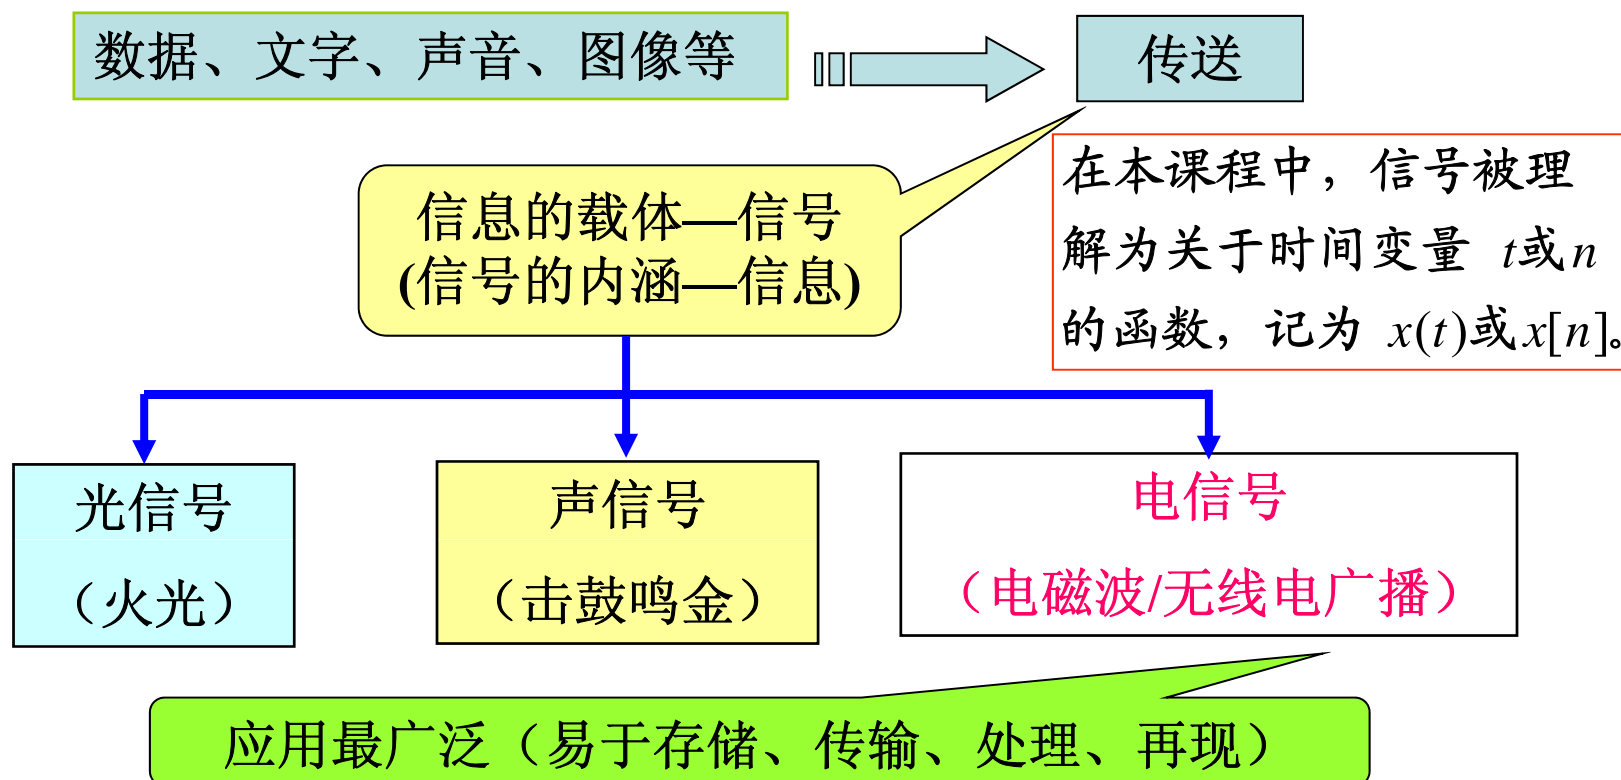 数据、文字、声音、图像等
传送
信息的载体—信号
(信号的内涵—信息)
在本课程中，信号被理
解为关于时间变量 t或n
的函数，记为 x(t)或x[n]。
光信号
（火光）
声信号
（击鼓鸣金）
电信号
（电磁波/无线电广播）
应用最广泛（易于存储、传输、处理、再现）